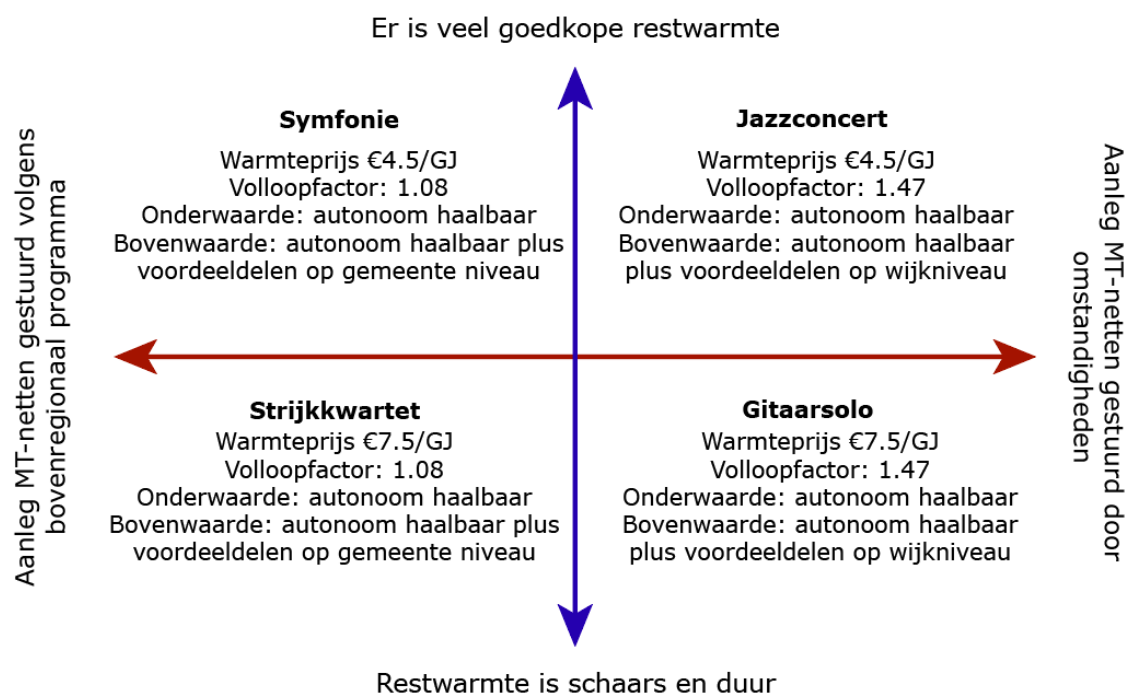 Er is veel goedkope restwarmte
Aanleg MT-netten gestuurd volgens
bovenregionaal programma
Symfonie
Warmteprijs €4.5/GJ
Volloopfactor: 1.08
Onderwaarde: autonoom haalbaar
Bovenwaarde: autonoom haalbaar plus
voordeeldelen op gemeente niveau
Jazzconcert
Warmteprijs €4.5/GJ
Volloopfactor: 1.47
Onderwaarde: autonoom haalbaar
Bovenwaarde: autonoom haalbaar
plus voordeeldelen op wijkniveau
Aanleg MT-netten gestuurd door
omstandigheden
Strijkkwartet
Warmteprijs €7.5/GJ
Volloopfactor: 1.08
Onderwaarde: autonoom haalbaar
Bovenwaarde: autonoom haalbaar plus
voordeeldelen op gemeente niveau
Gitaarsolo
Warmteprijs €7.5/GJ
Volloopfactor: 1.47
Onderwaarde: autonoom haalbaar
Bovenwaarde: autonoom haalbaar
plus voordeeldelen op wijkniveau
Restwarmte is schaars en duur